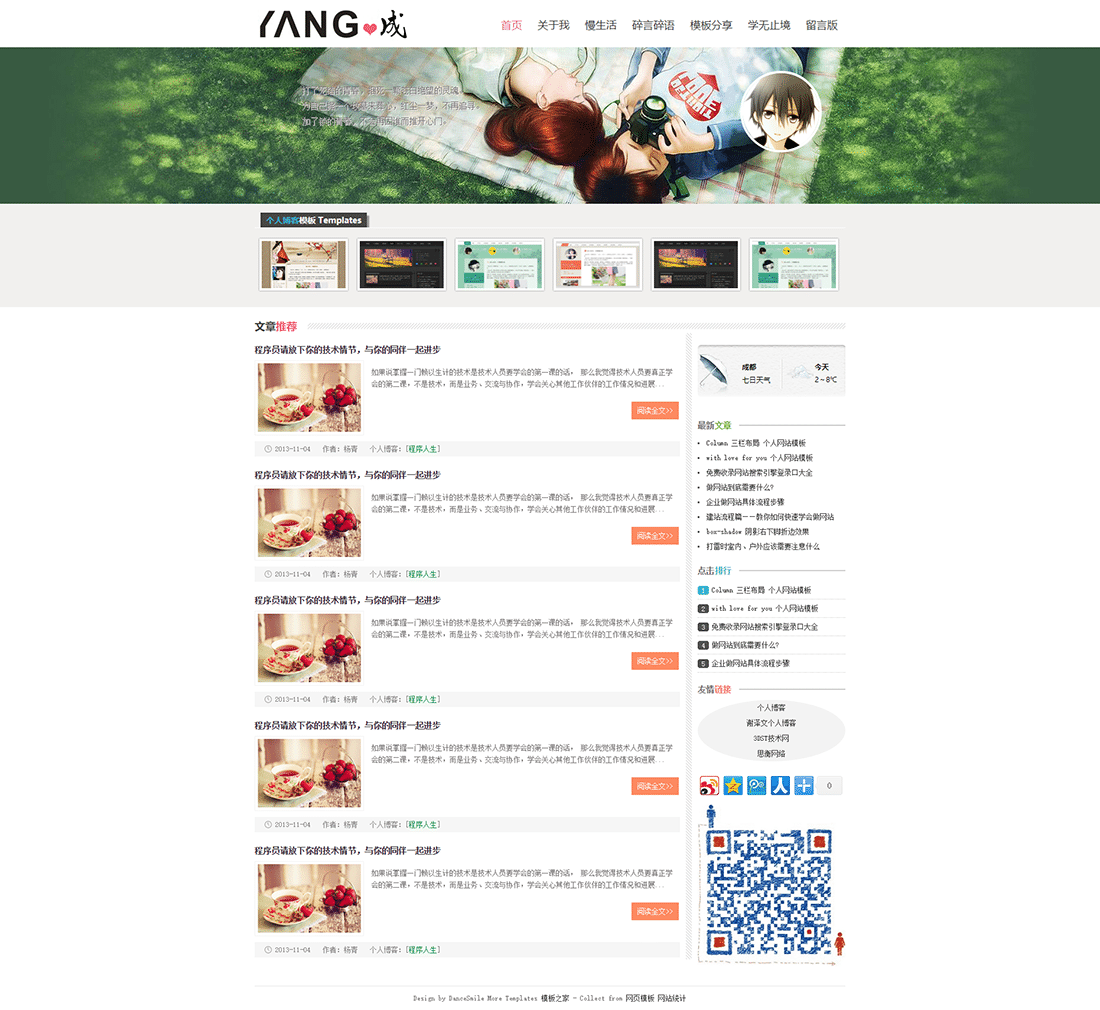 YANG 成
首页 关于我 慢生活 碎言碎语 模板分享 学无止境 留言版
加了锁的青春，不会再因谁而推开心门。
个人博客模板 Templates
文章推荐
程序员请放下你的技术情节，与你的同伴一起进步
如果说掌握一门赖以生计的技术是技术人员要学会的第一课的话， 那么我觉得技术人员要真正学
会的第二课，不是技术，而是业务、交流与协作，学会关心其他工作伙伴的工作情况和进展...
阅读全文>>
2013-11-04 作者：杨青 个人博客：[程序人生]
程序员请放下你的技术情节，与你的同伴一起进步
如果说掌握一门赖以生计的技术是技术人员要学会的第一课的话， 那么我觉得技术人员要真正学
会的第二课，不是技术，而是业务、交流与协作，学会关心其他工作伙伴的工作情况和进展...
阅读全文>>
2013-11-04 作者：杨青 个人博客：[程序人生]
程序员请放下你的技术情节，与你的同伴一起进步
如果说掌握一门赖以生计的技术是技术人员要学会的第一课的话， 那么我觉得技术人员要真正学
会的第二课，不是技术，而是业务、交流与协作，学会关心其他工作伙伴的工作情况和进展...
阅读全文>>
2013-11-04 作者：杨青 个人博客：[程序人生]
程序员请放下你的技术情节，与你的同伴一起进步
如果说掌握一门赖以生计的技术是技术人员要学会的第一课的话， 那么我觉得技术人员要真正学
会的第二课，不是技术，而是业务、交流与协作，学会关心其他工作伙伴的工作情况和进展...
阅读全文>>
2013-11-04 作者：杨青 个人博客：[程序人生]
程序员请放下你的技术情节，与你的同伴一起进步
如果说掌握一门赖以生计的技术是技术人员要学会的第一课的话， 那么我觉得技术人员要真正学
会的第二课，不是技术，而是业务、交流与协作，学会关心其他工作伙伴的工作情况和进展...
阅读全文>>
2013-11-04 作者：杨青 个人博客：[程序人生]
成都 今天
七日天气 2~8℃
最新文章
Column 三栏布局 个人网站模板
with love for you 个人网站模板
免费收录网站搜索引擎登录口大全
做网站到底需要什么?
企业做网站具体流程步骤
建站流程篇——教你如何快速学会做网站
box-shadow 阴影右下脚折边效果
打雷时室内、户外应该需要注意什么
点击排行
1 Column 三栏布局 个人网站模板
2 with love for you 个人网站模板
3 免费收录网站搜索引擎登录口大全
4 做网站到底需要什么?
5 企业做网站具体流程步骤
友情链接
个人博客
谢泽文个人博客
3DST技术网
思衡网络
0
Design by DanceSmile More Templates 模板之家 - Collect from 网页模板 网站统计